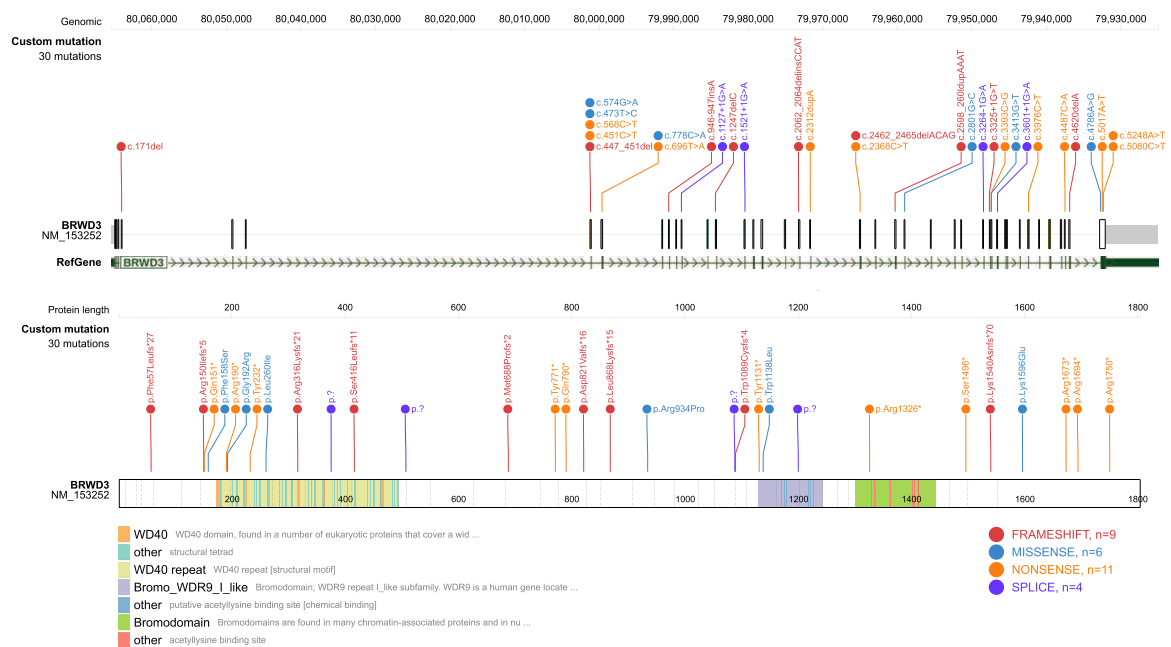 Genomic
80,060,000 80,050,000 80,040,000 80,030,000 80,020,000 80,010,000 80,000,000 79,990,000 79,980,000 79,970,000 79,960,000 79,950,000 79,940,000 79,930,000
Custom mutation
30 mutations
c.171del
c.574G>A
c.473T>C
c.568C>T
c.451C>T
c.447_451del
c.778C>A
c.696T>A
c.946-947insA
c.1127+1G>A
c.1247delC
c.1521+1G>A
c.2062_2064delinsCCAT
c.2312dupA
c.2462_2465delACAG
c.2368C>T
c.2598_260ldupAAAT
c.2801G>C
c.3264-1G>A
c.3325+1G>T
c.3393C>G
c.3413G>T
c.3601+1G>A
c.3976C>T
c.4487C>A
c.4620delA
c.4786A>G
c.5017A>T
c.5248A>T
c.5080C>T
BRWD3
NM_153252
RefGene
BRWD3
Protein length
200 400 600 800 1000 1200 1400 1600 1800
Custom mutation
30 mutations
p.Phe57Leufs*27
p.Arg150Ilefs*5
p.Gln151*
p.Phe158Ser
p.Arg190*
p.Gly192Arg
p.Tyr232*
p.Leu260Ile
p.Arg316Lysfs*21
p.?
p.Ser416Leufs*11
p.?
p.Met688Profs*2
p.Tyr771*
p.Gln790*
p.Asp821Valfs*16
p.Leu868Lysfs*15
p.Arg934Pro
p.?
p.Trp1089Cysfs*4
p.Tyr1131*
p.Trp1138Leu
p.?
p.Arg1326*
p.Ser1496*
p.Lys1540Asnfs*70
p.Lys1596Glu
p.Arg1673*
p.Arg1694*
p.Arg1750*
BRWD3
NM_153252
200 400 600 800 1000 1200 1400 1600 1800
WD40 WD40 domain, found in a number of eukaryotic proteins that cover a wid ...
other structural tetrad
WD40 repeat WD40 repeat [structural motif]
Bromo_WDR9_I_like Bromodomain; WDR9 repeat I_like subfamily. WDR9 is a human gene locate ...
other putative acetyllysine binding site [chemical binding]
Bromodomain Bromodomains are found in many chromatin-associated proteins and in nu ...
other acetyllysine binding site
FRAMESHIFT, n=9
MISSENSE, n=6
NONSENSE, n=11
SPLICE, n=4